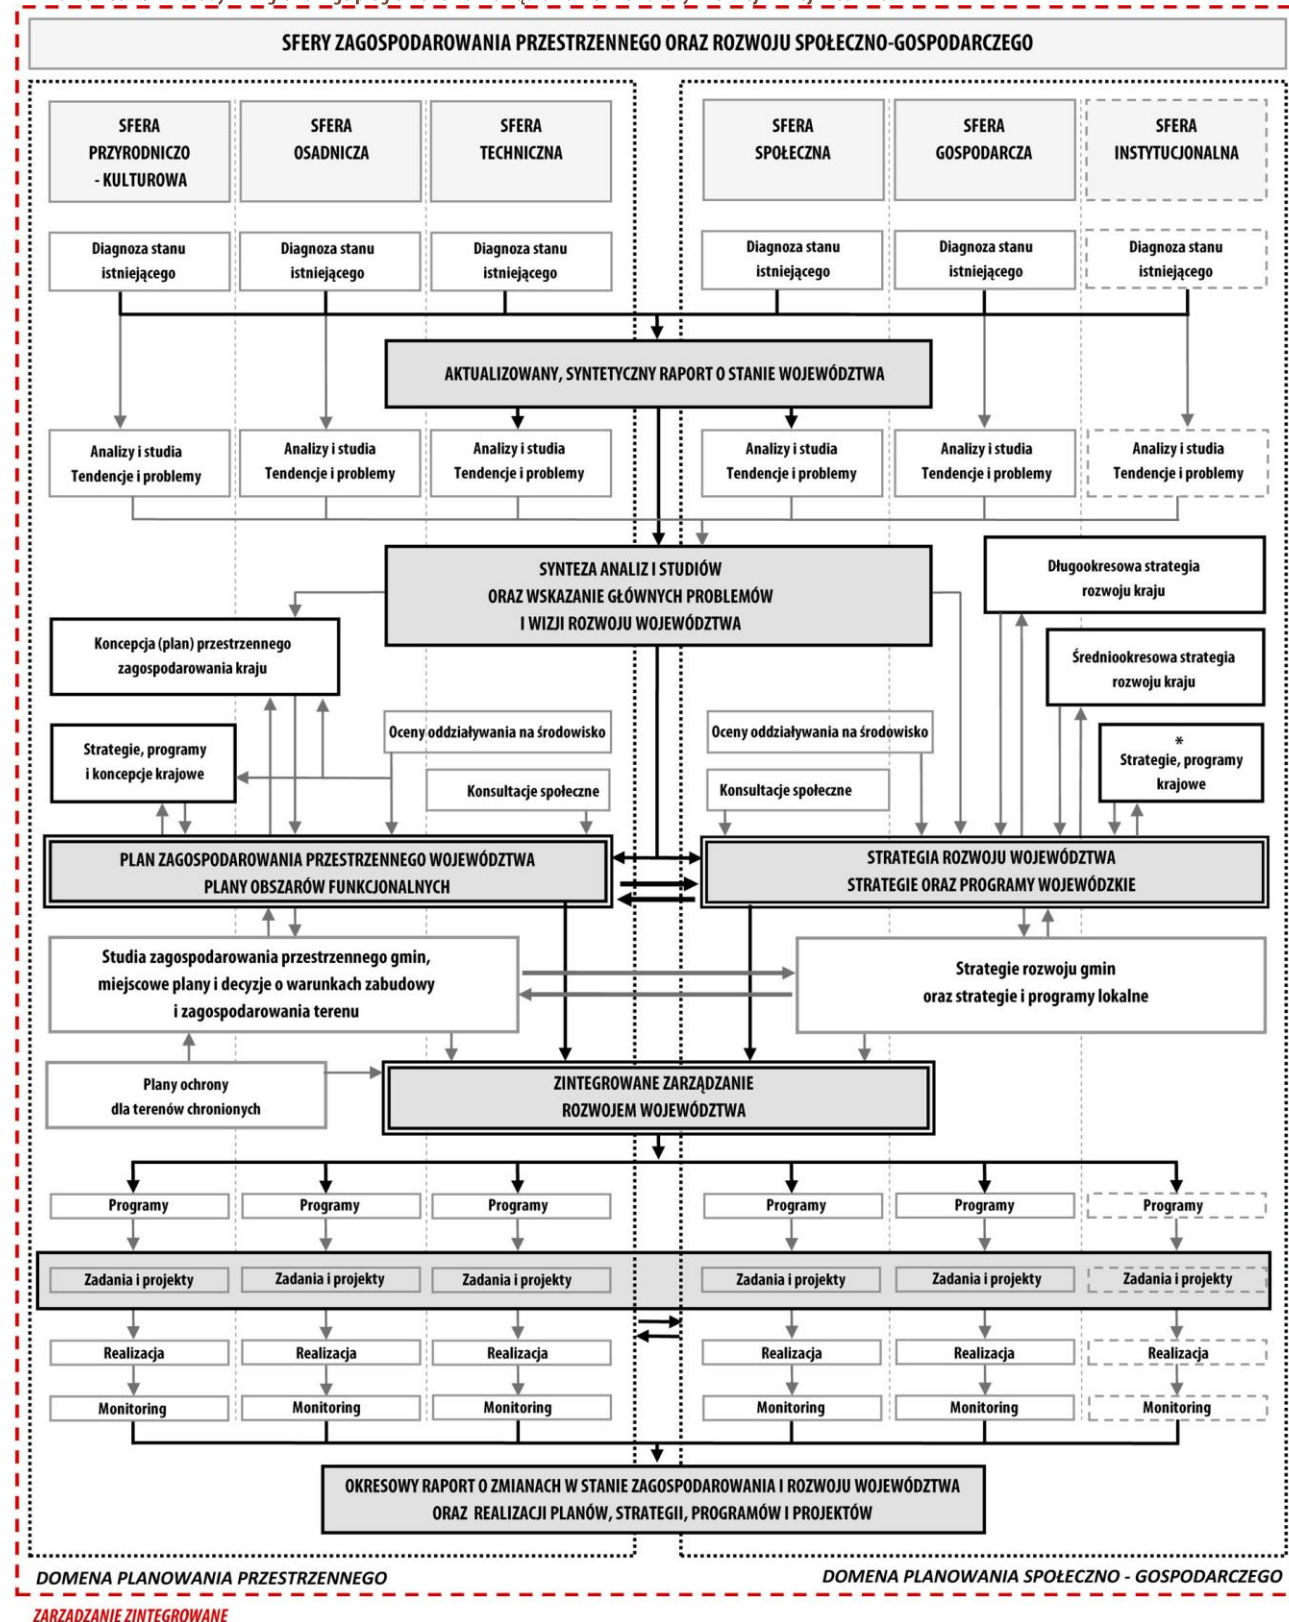 SFERY ZAGOSPODAROWANIA PRZESTRZENNEGO ORAZ ROZWOJU SPOŁECZNO-GOSPODARCZEGO
SFERA
PRZYRODNICZO
- KULTUROWA
SFERA
OSADNICZA
SFERA
TECHNICZNA
SFERA
SPOŁECZNA
SFERA
GOSPODARCZA
SFERA
INSTYTUCJONALNA
Diagnoza stanu
istniejącego
Diagnoza stanu
istniejącego
Diagnoza stanu
istniejącego
Diagnoza stanu
istniejącego
Diagnoza stanu
istniejącego
Diagnoza stanu
istniejącego
AKTUALIZOWANY, SYNTETYCZNY RAPORT O STANIE WOJEWÓDZTWA
Analizy i studia
Tendencje i problemy
Analizy i studia
Tendencje i problemy
Analizy i studia
Tendencje i problemy
Analizy i studia
Tendencje i problemy
Analizy i studia
Tendencje i problemy
Analizy i studia
Tendencje i problemy
SYNTEZA ANALIZ I STUDIÓW
ORAZ WSKAZANIE GŁÓWNYCH PROBLEMÓW
I WIZJI ROZWOJU WOJEWÓDZTWA
Długookresowa strategia
rozwoju kraju
Koncepcja (plan) przestrzennego
zagospodarowania kraju
Średniookresowa strategia
rozwoju kraju
Strategie, programy
i koncepcje krajowe
Oceny oddziaływania na środowisko
Oceny oddziaływania na środowisko
*
Strategie, programy
krajowe
Konsultacje społeczne
Konsultacje społeczne
PLAN ZAGOSPODAROWANIA PRZESTRZENNEGO WOJEWÓDZTWA
PLANY OBSZARÓW FUNKCJONALNYCH
STRATEGIA ROZWOJU WOJEWÓDZTWA
STRATEGIE ORAZ PROGRAMY WOJEWÓDZKIE
Studia zagospodarowania przestrzennego gmin,
miejscowe plany i decyzje o warunkach zabudowy
i zagospodarowania terenu
Strategie rozwoju gmin
oraz strategie i programy lokalne
Plany ochrony
dla terenów chronionych
ZINTEGROWANE ZARZĄDZANIE
ROZWOJEM WOJEWÓDZTWA
Programy
Programy
Programy
Programy
Programy
Programy
Zadania i projekty
Zadania i projekty
Zadania i projekty
Zadania i projekty
Zadania i projekty
Zadania i projekty
Realizacja
Realizacja
Realizacja
Realizacja
Realizacja
Realizacja
Monitoring
Monitoring
Monitoring
Monitoring
Monitoring
Monitoring
OKRESOWY RAPORT O ZMIANACH W STANIE ZAGOSPODAROWANIA I ROZWOJU WOJEWÓDZTWA
ORAZ REALIZACJI PLANÓW, STRATEGII, PROGRAMÓW I PROJEKTÓW
DOMENA PLANOWANIA PRZESTRZENNEGO
DOMENA PLANOWANIA SPOŁECZNO - GOSPODARCZEGO
ZARZADZANIE ZINTEGROWANE